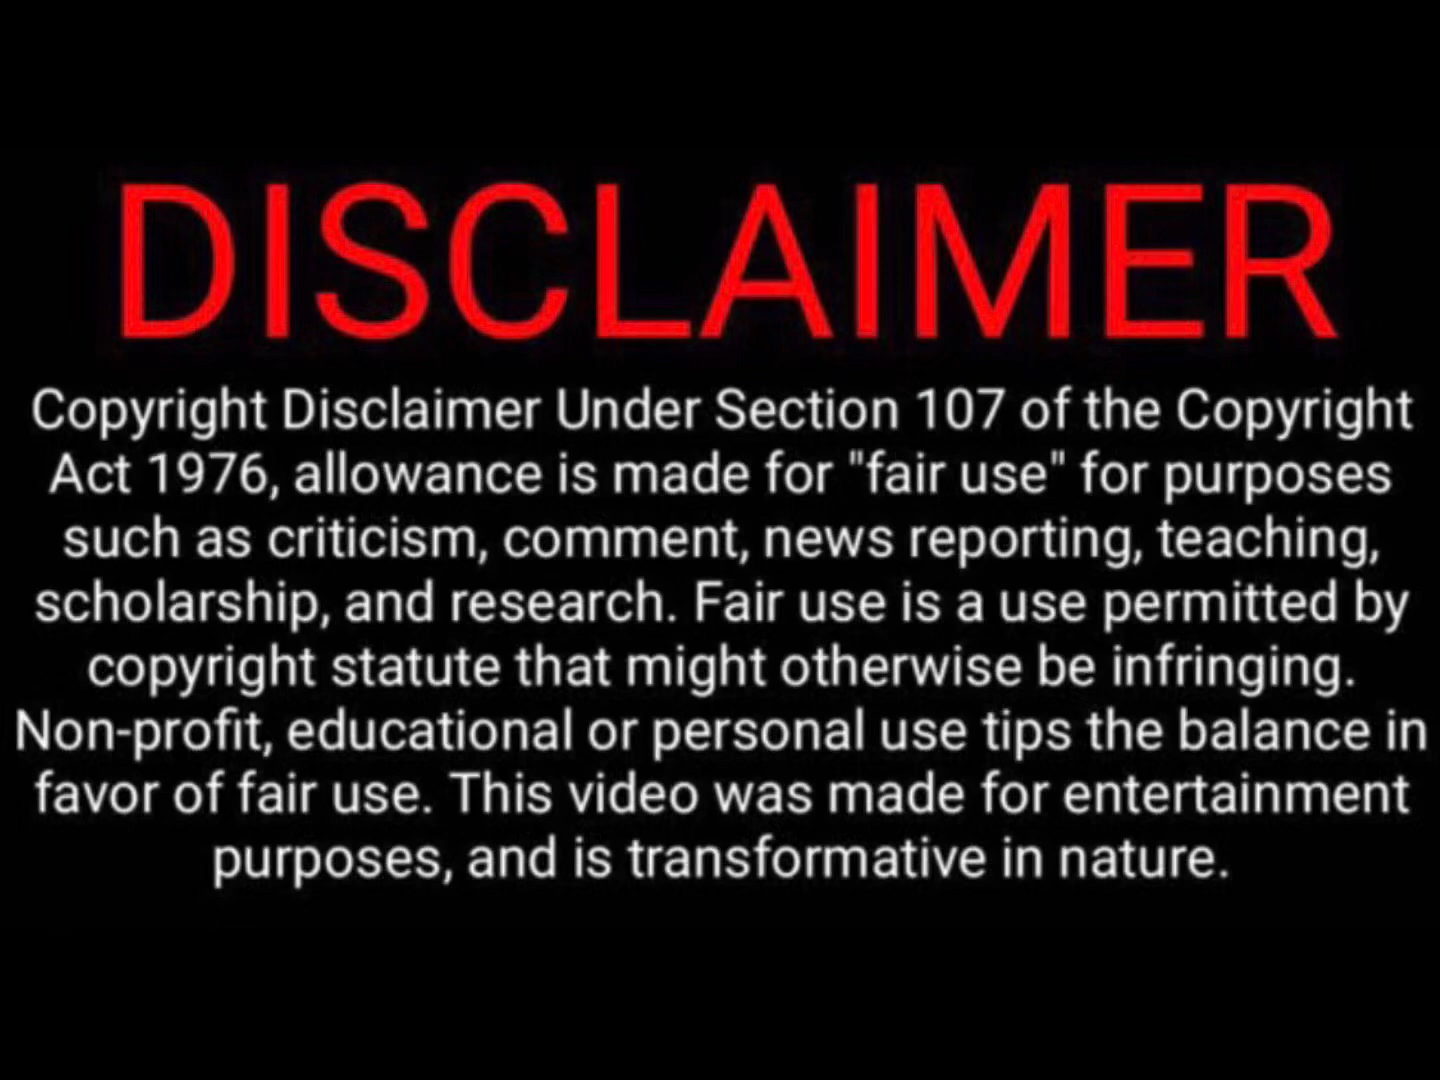 DISCLAIMER
Copyright Disclaimer Under Section 107 of the Copyright
Act 1976, allowance is made for "fair use" for purposes
such as criticism, comment, news reporting, teaching,
scholarship, and research. Fair use is a use permitted by
copyright statute that might otherwise be infringing.
Non-profit, educational or personal use tips the balance in
favor of fair use. This video was made for entertainment
purposes, and is transformative in nature.